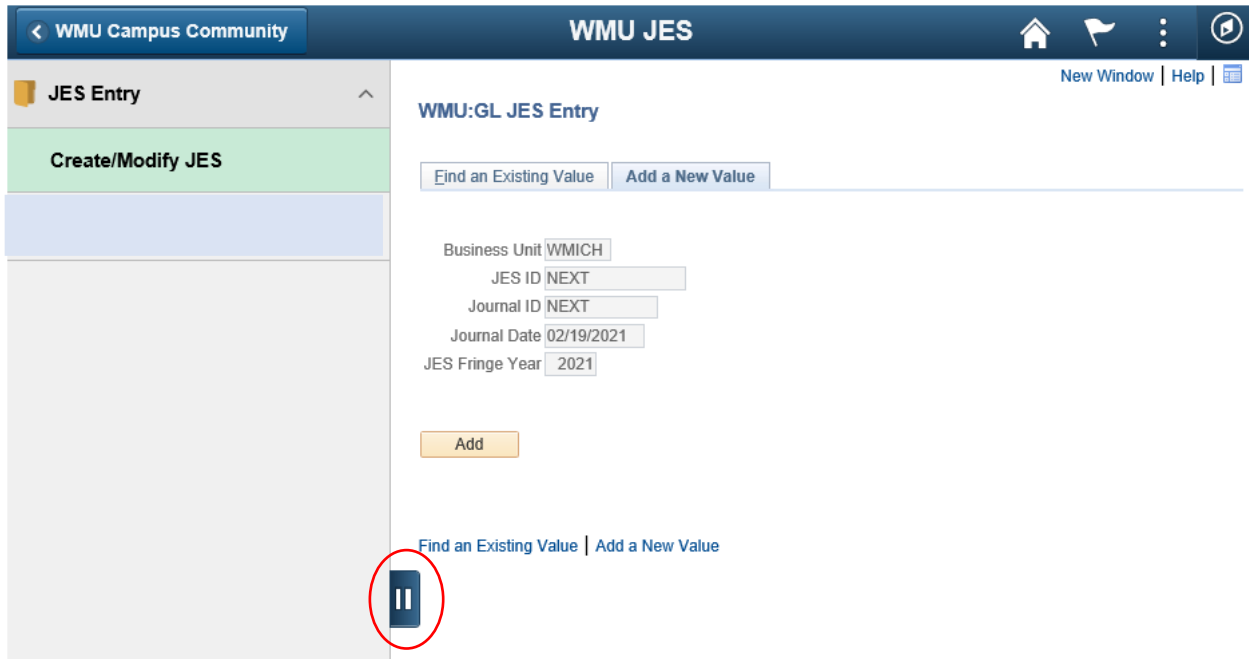 WMU Campus Community
WMU JES
New Window | Help |
JES Entry
Create/Modify JES
WMU:GL JES Entry
Find an Existing Value
Add a New Value
Business Unit WMICH
JES ID NEXT
Journal ID NEXT
Journal Date 02/19/2021
JES Fringe Year 2021
Add
Find an Existing Value | Add a New Value